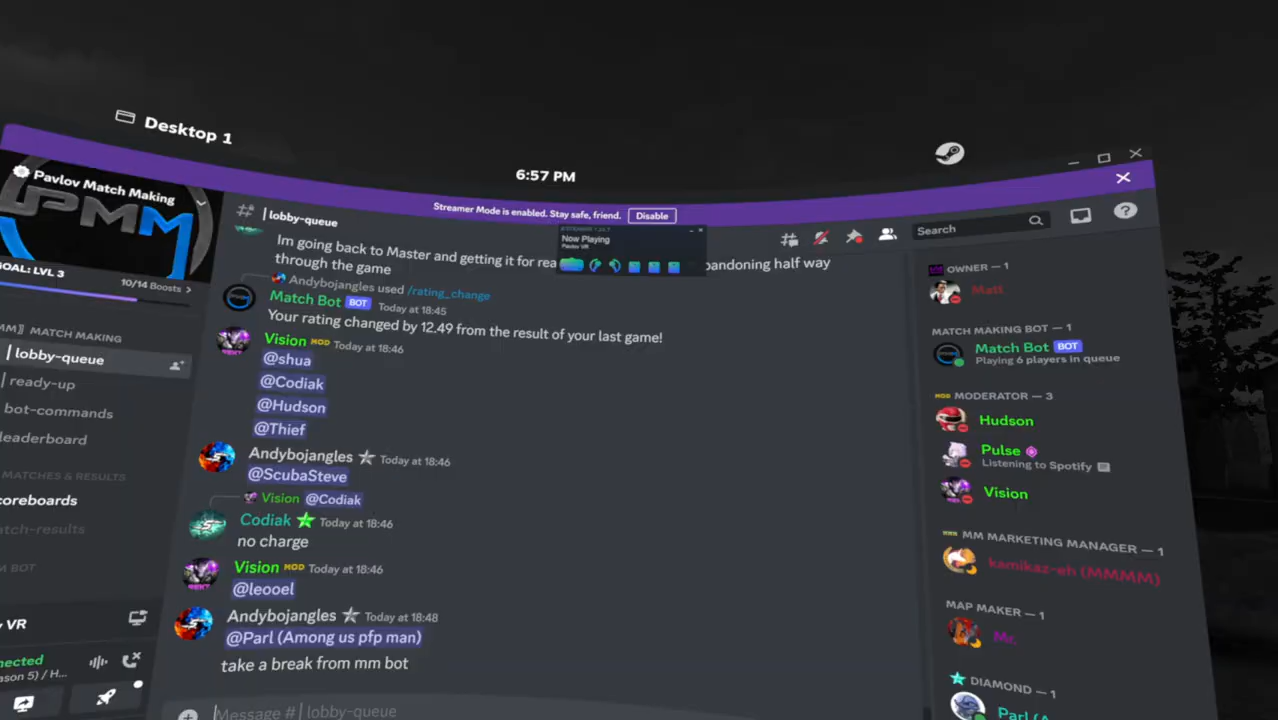 Desktop 1
6:57 PM
Streamer Mode is enabled. Stay safe, friend.
Disable
Pavlov Match Making
PMM
GOAL: LVL 3
10/14 Boosts >
MATCH MAKING
lobby-queue
ready-up
bot-commands
leaderboard
MATCHES & RESULTS
coreboards
atch-results
M BOT
VR
nected
ason 5) / H...
# | lobby-queue
Now Playing
Pavlov VR
Search
Im going back to Master and getting it for rea
bandoning half way
through the game
Andybojangles used /rating_change
Match Bot BOT Today at 18:45
Your rating changed by 12.49 from the result of your last game!
Vision MOD Today at 18:46
@shua
@Codiak
@Hudson
@Thief
Andybojangles Today at 18:46
@ScubaSteve
Vision @Codiak
Codiak Today at 18:46
no charge
Vision MOD Today at 18:46
@leooel
Andybojangles Today at 18:48
@Parl (Among us pfp man)
take a break from mm bot
Message # | lobby-queue
OWNER — 1
Matt
MATCH MAKING BOT — 1
Match Bot BOT
Playing 6 players in queue
MOD MODERATOR — 3
Hudson
Pulse
Listening to Spotify
Vision
MM MARKETING MANAGER — 1
kamikaz-eh (MMMM)
MAP MAKER — 1
Mr.
DIAMOND — 1
Parl (A